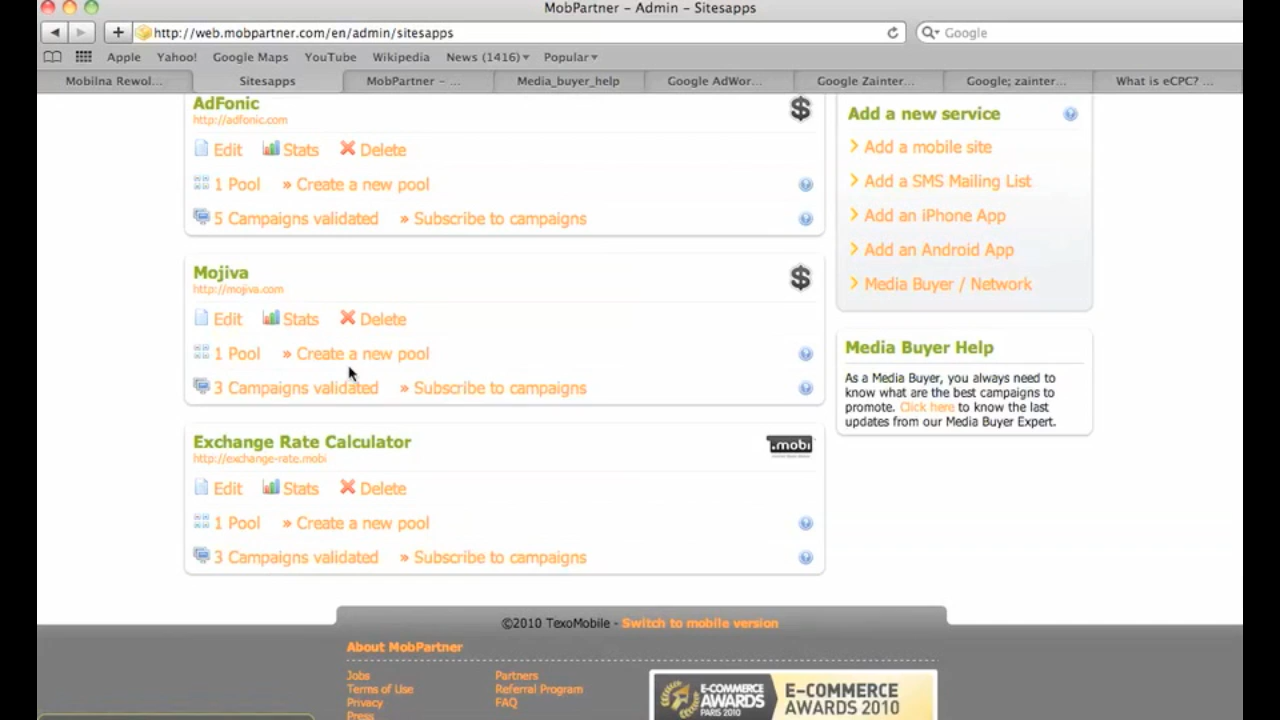 MobPartner – Admin – Sitesapps
http://web.mobpartner.com/en/admin/sitesapps
Google
Apple Yahoo! Google Maps YouTube Wikipedia News (1416) Popular
Mobilna Rewol... Sitesapps MobPartner – ... Media_buyer_help Google AdWor... Google Zainter... Google; zainter... What is eCPC? ...
AdFonic
http://adfonic.com
$
Edit Stats Delete
1 Pool » Create a new pool
5 Campaigns validated » Subscribe to campaigns
Mojiva
http://mojiva.com
$
Edit Stats Delete
1 Pool » Create a new pool
3 Campaigns validated » Subscribe to campaigns
Exchange Rate Calculator
http://exchange-rate.mobi
.mobi
Edit Stats Delete
1 Pool » Create a new pool
3 Campaigns validated » Subscribe to campaigns
Add a new service
Add a mobile site
Add a SMS Mailing List
Add an iPhone App
Add an Android App
Media Buyer / Network
Media Buyer Help
As a Media Buyer, you always need to
know what are the best campaigns to
promote. Click here to know the last
updates from our Media Buyer Expert.
©2010 TexoMobile - Switch to mobile version
About MobPartner
Jobs
Terms of Use
Privacy
Press
Partners
Referral Program
FAQ
E-COMMERCE
AWARDS
PARIS 2010
E-COMMERCE
AWARDS 2010